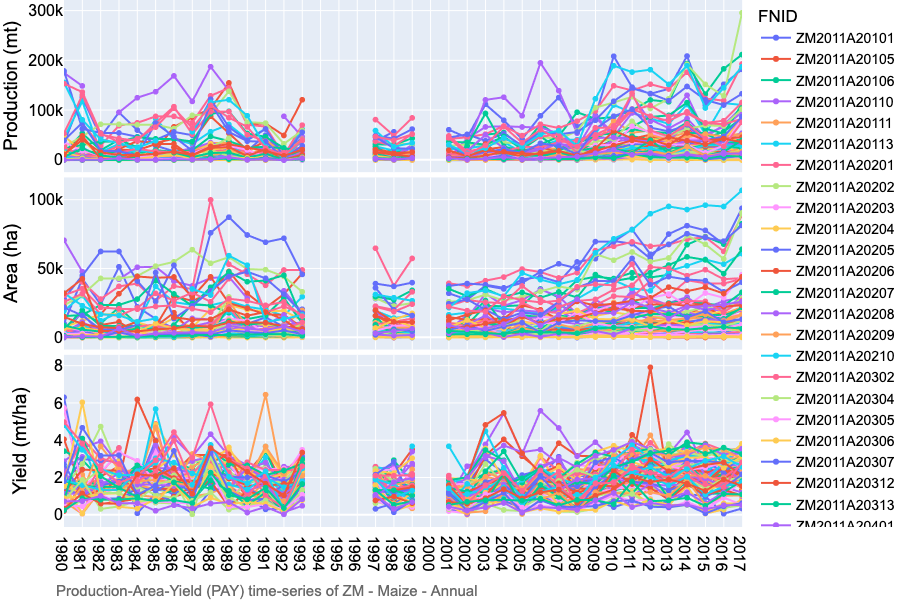 Production (mt)
300k
200k
100k
0
Area (ha)
100k
50k
0
Yield (mt/ha)
8
6
4
2
0
1980 1981 1982 1983 1984 1985 1986 1987 1988 1989 1990 1991 1992 1993 1994 1995 1996 1997 1998 1999 2000 2001 2002 2003 2004 2005 2006 2007 2008 2009 2010 2011 2012 2013 2014 2015 2016 2017
Production-Area-Yield (PAY) time-series of ZM - Maize - Annual
FNID
ZM2011A20101
ZM2011A20105
ZM2011A20106
ZM2011A20110
ZM2011A20111
ZM2011A20113
ZM2011A20201
ZM2011A20202
ZM2011A20203
ZM2011A20204
ZM2011A20205
ZM2011A20206
ZM2011A20207
ZM2011A20208
ZM2011A20209
ZM2011A20210
ZM2011A20302
ZM2011A20304
ZM2011A20305
ZM2011A20306
ZM2011A20307
ZM2011A20312
ZM2011A20313
ZM2011A20401